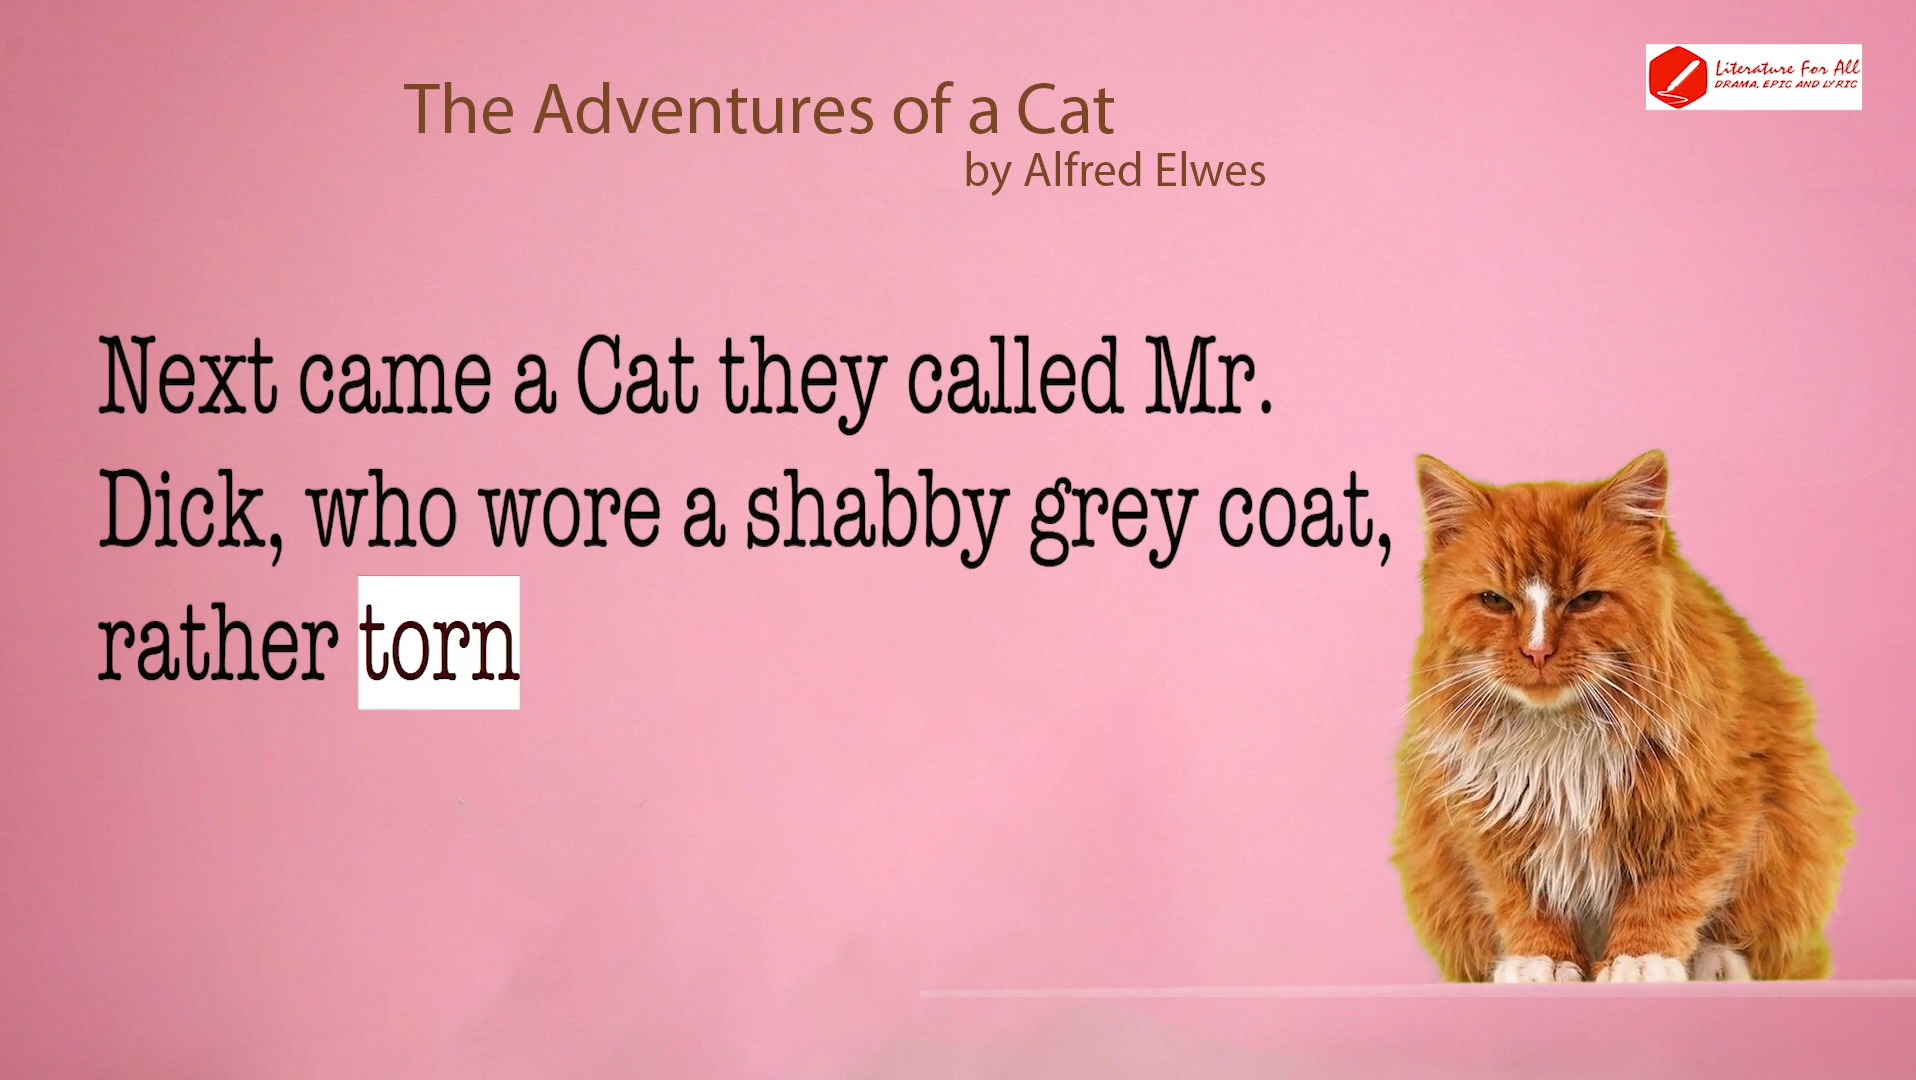 The Adventures of a Cat
by Alfred Elwes
Literature For All
DRAMA, EPIC AND LYRIC
Next came a Cat they called Mr.
Dick, who wore a shabby grey coat,
rather torn